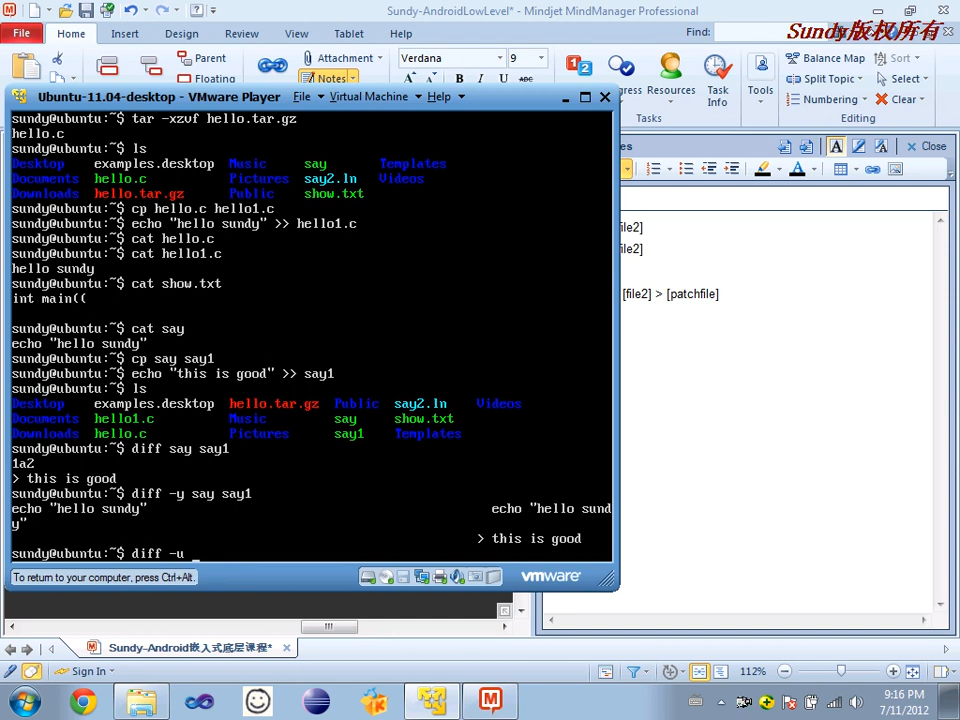 Sundy-AndroidLowLevel* - Mindjet MindManager Professional
File Home Insert Design Review View Tablet Help Find: Sundy版权所有
Parent
Floating
Attachment
Notes
Verdana 9
B I U abc
Resources
Task Info
Tools
Balance Map
Split Topic
Numbering
Sort
Select
Clear
Tasks
Editing
Ubuntu-11.04-desktop - VMware Player File Virtual Machine Help
sundy@ubuntu:~$ tar -xzvf hello.tar.gz
hello.c
sundy@ubuntu:~$ ls
Desktop examples.desktop Music say Templates
Documents hello.c Pictures say2.ln Videos
Downloads hello.tar.gz Public show.txt
sundy@ubuntu:~$ cp hello.c hello1.c
sundy@ubuntu:~$ echo "hello sundy" >> hello1.c
sundy@ubuntu:~$ cat hello.c
sundy@ubuntu:~$ cat hello1.c
hello sundy
sundy@ubuntu:~$ cat show.txt
int main((
sundy@ubuntu:~$ cat say
echo "hello sundy"
sundy@ubuntu:~$ cp say say1
sundy@ubuntu:~$ echo "this is good" >> say1
sundy@ubuntu:~$ ls
Desktop examples.desktop hello.tar.gz Public say2.ln Videos
Documents hello1.c Music say show.txt
Downloads hello.c Pictures say1 Templates
sundy@ubuntu:~$ diff say say1
1a2
> this is good
sundy@ubuntu:~$ diff -y say say1
echo "hello sundy" echo "hello sund
y"
> this is good
sundy@ubuntu:~$ diff -u _
To return to your computer, press Ctrl+Alt.
vmware
Close
file2]
file2]
[file2] > [patchfile]
Sundy-Android嵌入式底层课程*
Sign In
112%
9:16 PM
7/11/2012